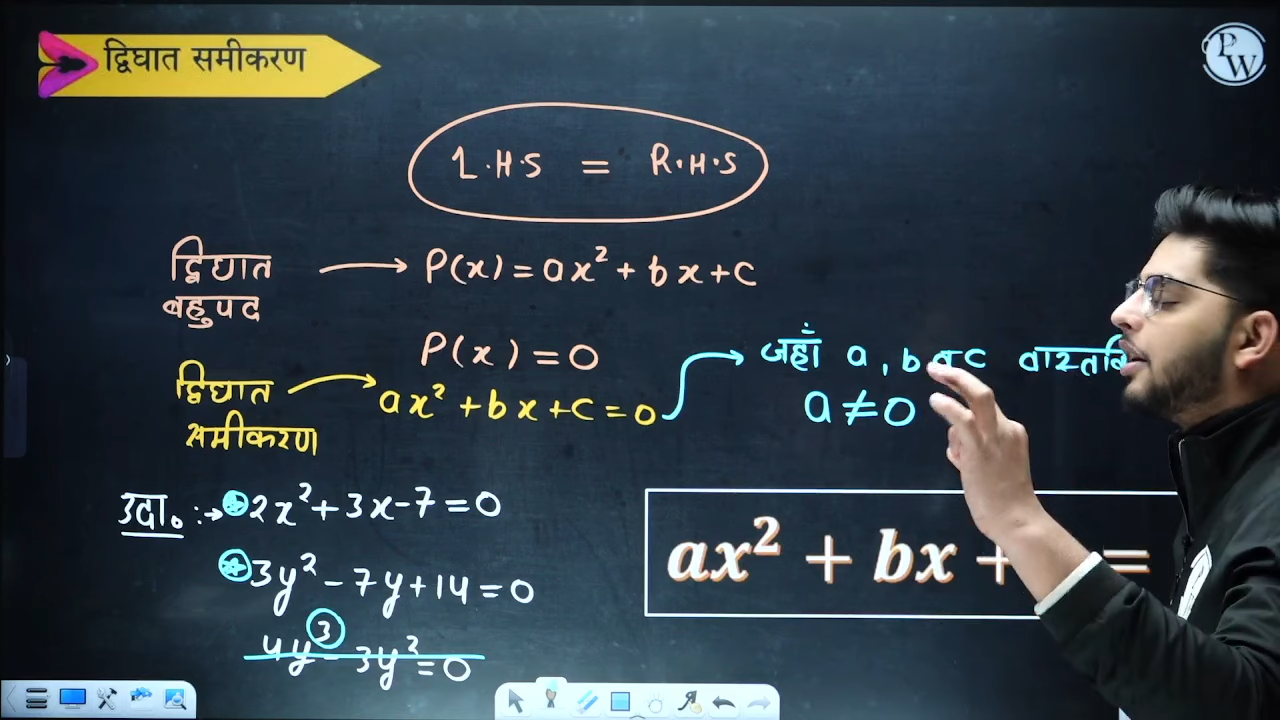 द्विघात समीकरण
PW
L.H.S = R.H.S
द्विघात बहुपद → P(x) = ax² + bx + c
P(x) = 0
द्विघात समीकरण → ax² + bx + c = 0 → जहाँ a, b c
a ≠ 0
उदा० :→ 2x² + 3x - 7 = 0
3y² - 7y + 14 = 0
4y³ - 3y² = 0
ax² + bx + =